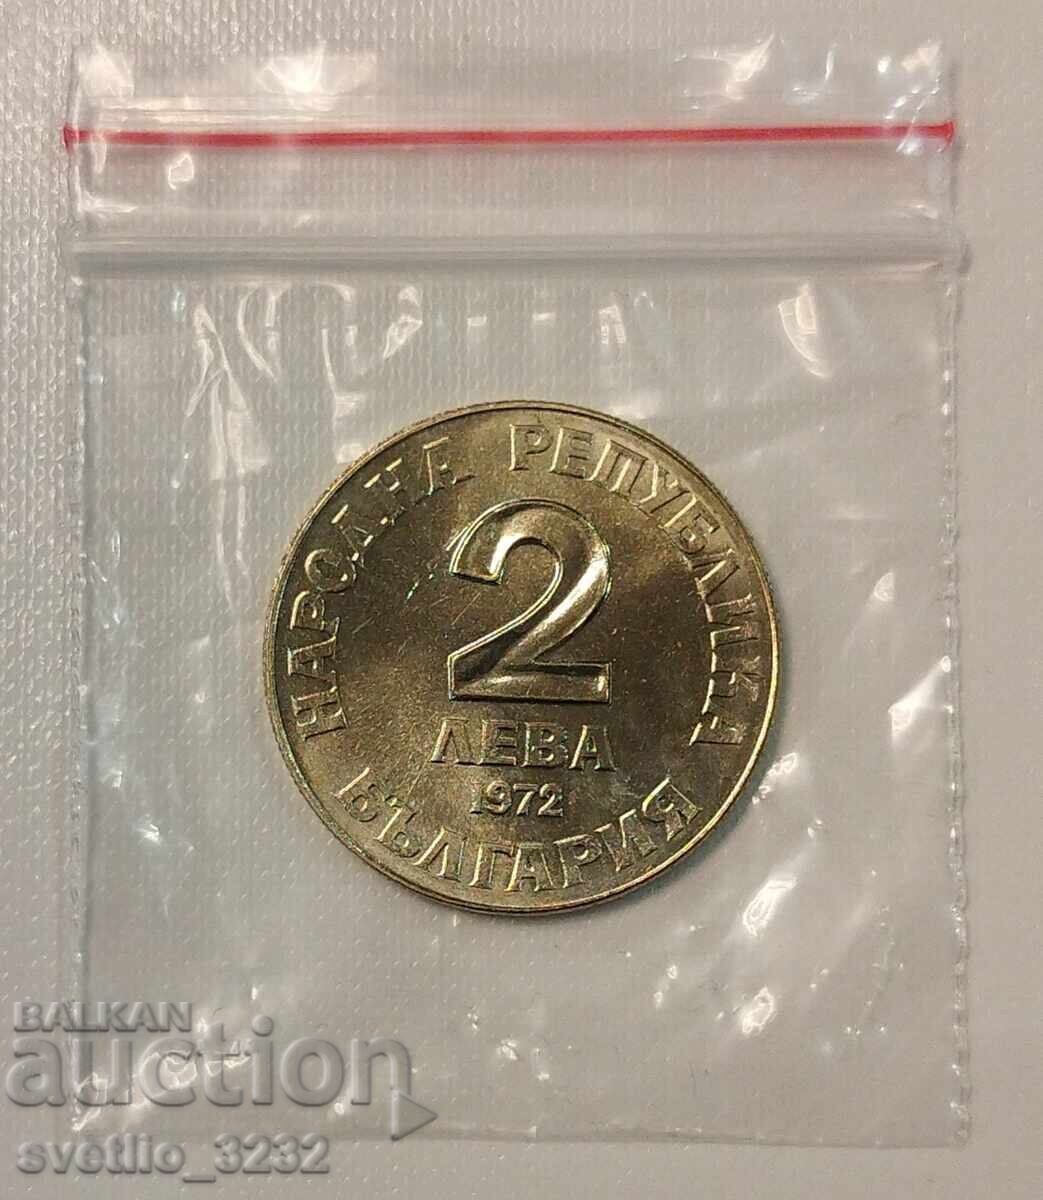 НАРОДНА РЕПУБЛИКА
2
ЛЕВА
1972
БЪЛГАРИЯ
BALKAN
auction
svetlio_3232